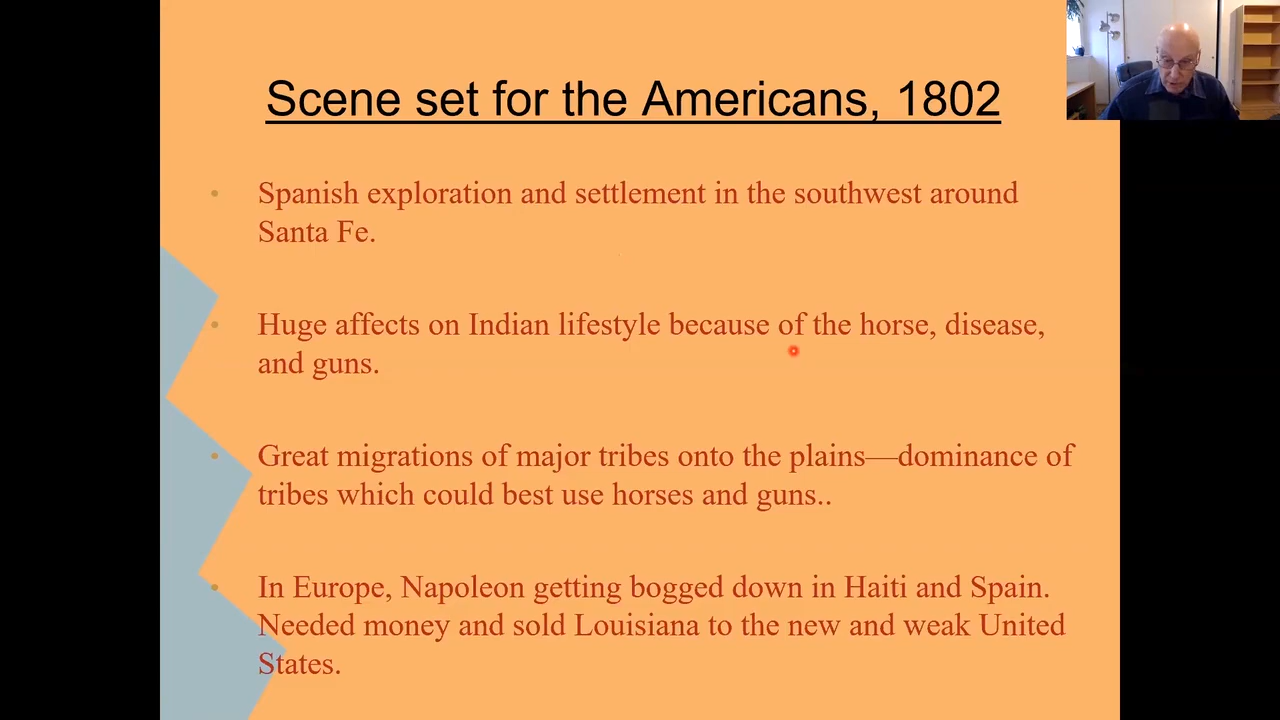 Scene set for the Americans, 1802
• Spanish exploration and settlement in the southwest around
Santa Fe.
• Huge affects on Indian lifestyle because of the horse, disease,
and guns.
• Great migrations of major tribes onto the plains—dominance of
tribes which could best use horses and guns..
• In Europe, Napoleon getting bogged down in Haiti and Spain.
Needed money and sold Louisiana to the new and weak United
States.